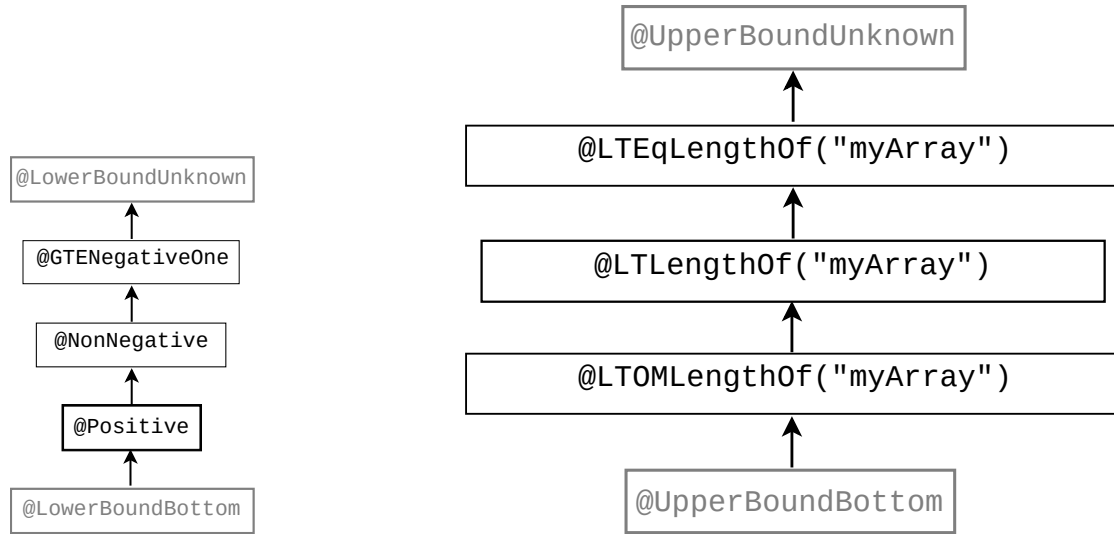 @LowerBoundUnknown
@GTENegativeOne
@NonNegative
@Positive
@LowerBoundBottom
@UpperBoundUnknown
@LTEqLengthOf("myArray")
@LTLengthOf("myArray")
@LTOMLengthOf("myArray")
@UpperBoundBottom